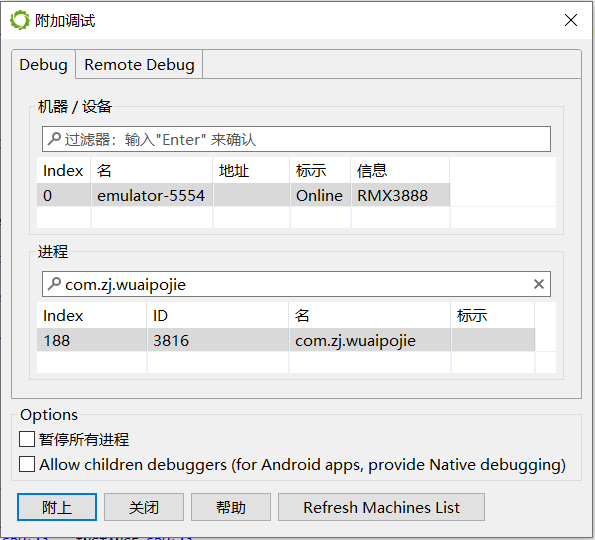 附加调试
Debug Remote Debug
机器 / 设备
过滤器：输入"Enter" 来确认
Index 名 地址 标示 信息
0 emulator-5554 Online RMX3888
进程
com.zj.wuaipojie
Index ID 名 标示
188 3816 com.zj.wuaipojie
Options
暂停所有进程
Allow children debuggers (for Android apps, provide Native debugging)
附上 关闭 帮助 Refresh Machines List